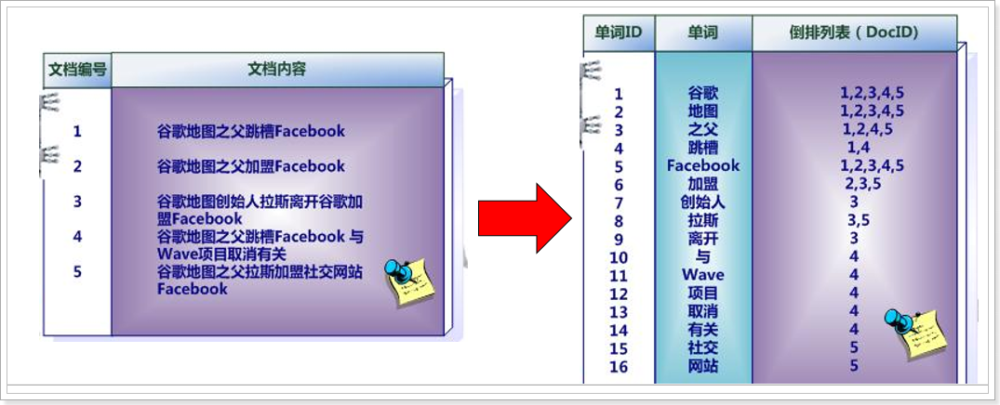 文档编号 文档内容
1 谷歌地图之父跳槽Facebook
2 谷歌地图之父加盟Facebook
3 谷歌地图创始人拉斯离开谷歌加
盟Facebook
4 谷歌地图之父跳槽Facebook 与
Wave项目取消有关
5 谷歌地图之父拉斯加盟社交网站
Facebook
单词ID 单词 倒排列表（DocID)
1 谷歌 1,2,3,4,5
2 地图 1,2,3,4,5
3 之父 1,2,4,5
4 跳槽 1,4
5 Facebook 1,2,3,4,5
6 加盟 2,3,5
7 创始人 3
8 拉斯 3,5
9 离开 3
10 与 4
11 Wave 4
12 项目 4
13 取消 4
14 有关 4
15 社交 5
16 网站 5